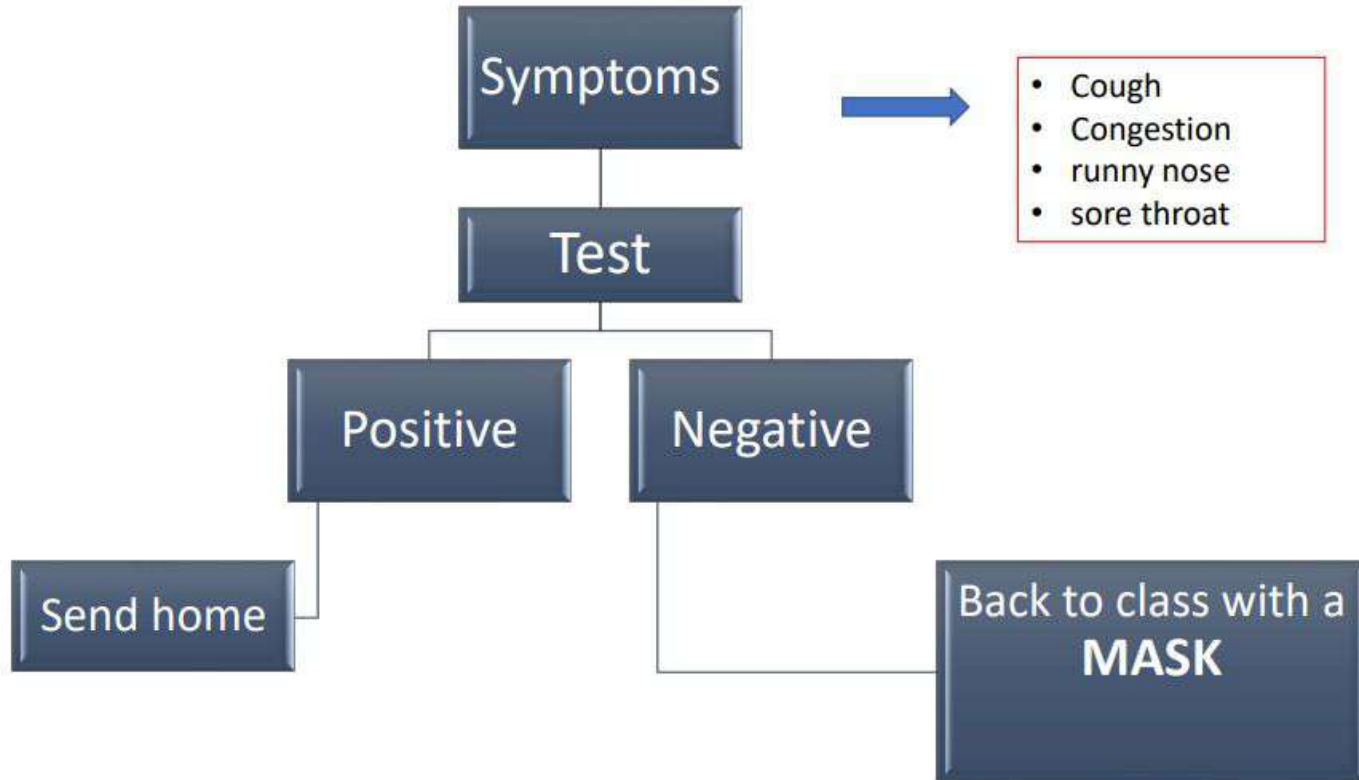 Symptoms
• Cough
• Congestion
• runny nose
• sore throat
Test
Positive
Negative
Send home
Back to class with a
MASK